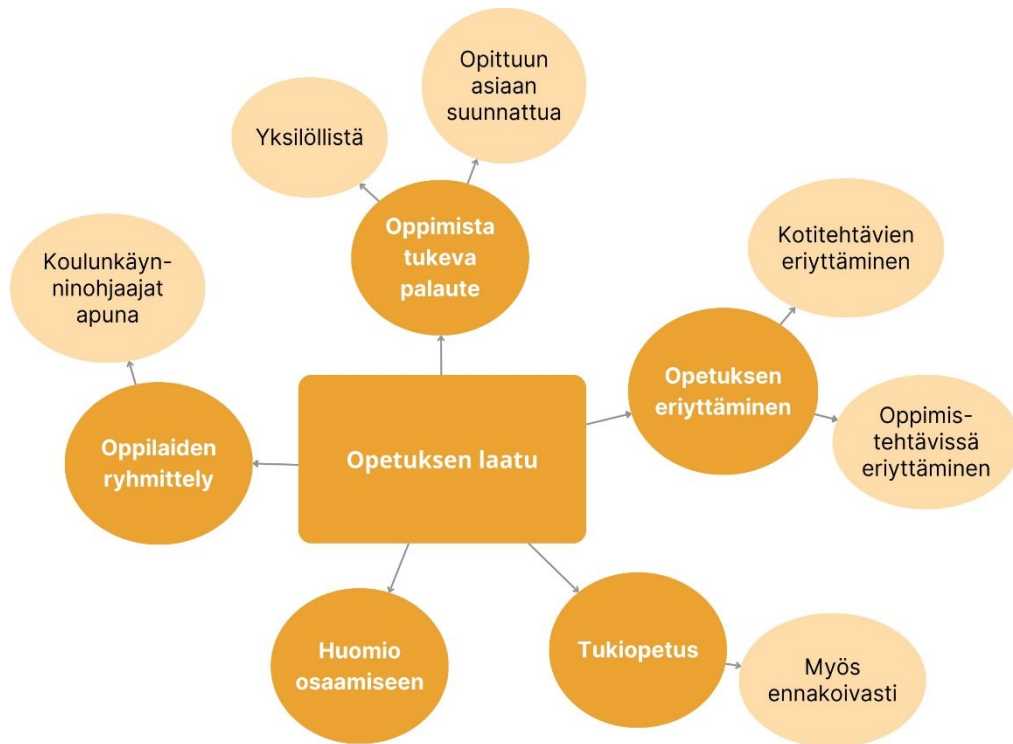 Opittuun
asiaan
suunnattua
Yksilöllistä
Oppimista
tukeva
palaute
Kotitehtävien
eriyttäminen
Koulunkäyn-
ninohjaajat
apuna
Opetuksen
eriyttäminen
Oppimis-
tehtävissä
eriyttäminen
Oppilaiden
ryhmittely
Opetuksen laatu
Huomio
osaamiseen
Tukiopetus
Myös
ennakoivasti